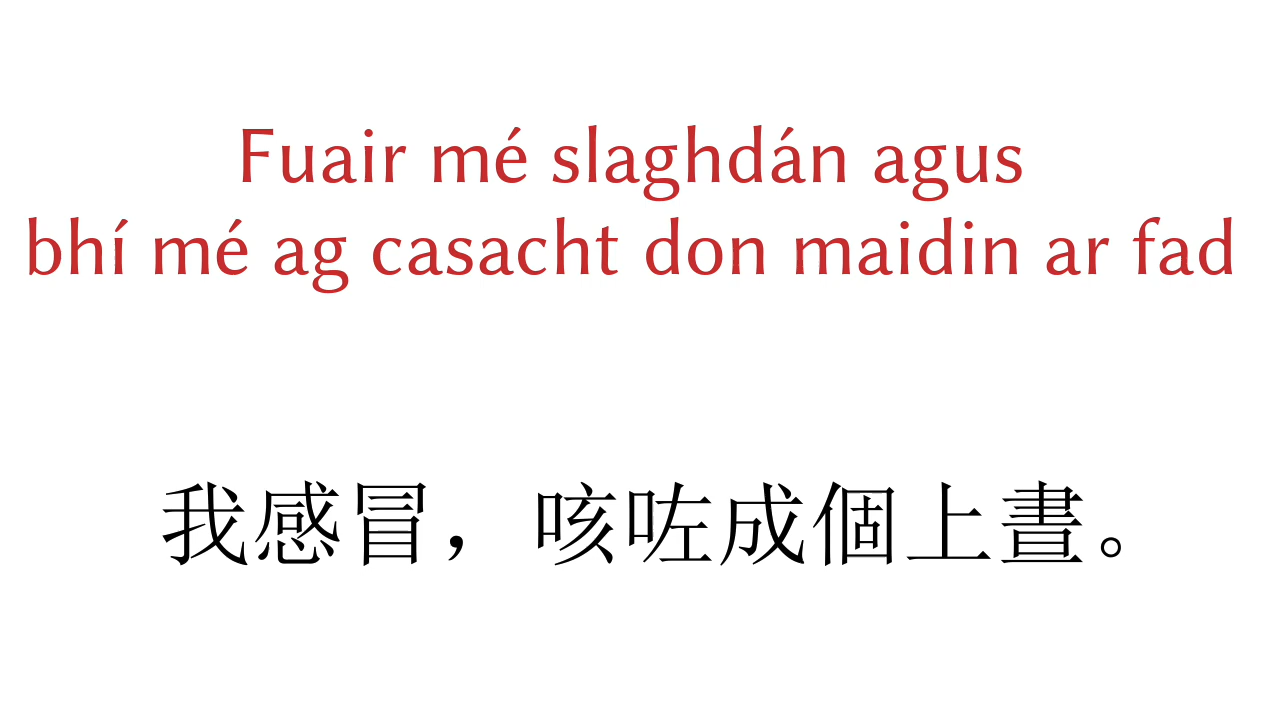 Fuair mé slaghdán agus
bhí mé ag casacht don maidin ar fad
我感冒，咳咗成個上晝。